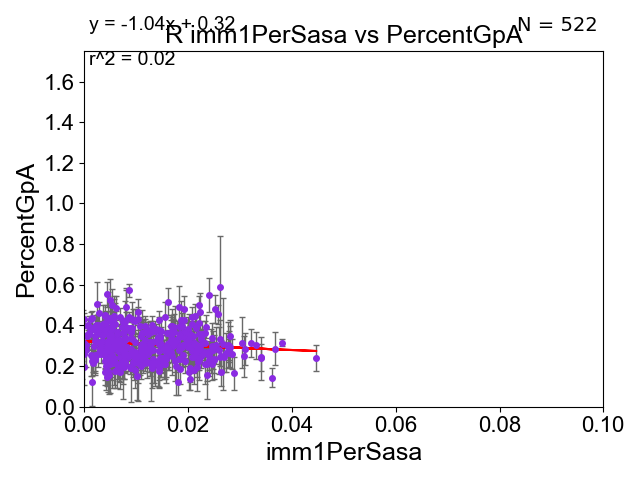 y = -1.04x + 0.32
N = 522
R imm1PerSasa vs PercentGpA
r^2 = 0.02
1.6
1.4
1.2
1.0
0.8
0.6
0.4
0.2
0.0
PercentGpA
0.00 0.02 0.04 0.06 0.08 0.10
imm1PerSasa